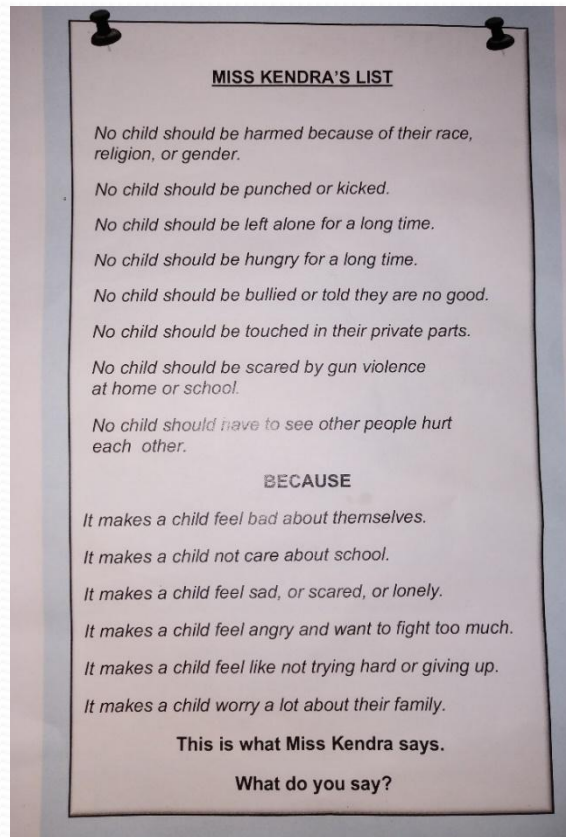 MISS KENDRA'S LIST
No child should be harmed because of their race,
religion, or gender.
No child should be punched or kicked.
No child should be left alone for a long time.
No child should be hungry for a long time.
No child should be bullied or told they are no good.
No child should be touched in their private parts.
No child should be scared by gun violence
at home or school.
No child should have to see other people hurt
each other.
BECAUSE
It makes a child feel bad about themselves.
It makes a child not care about school.
It makes a child feel sad, or scared, or lonely.
It makes a child feel angry and want to fight too much.
It makes a child feel like not trying hard or giving up.
It makes a child worry a lot about their family.
This is what Miss Kendra says.
What do you say?